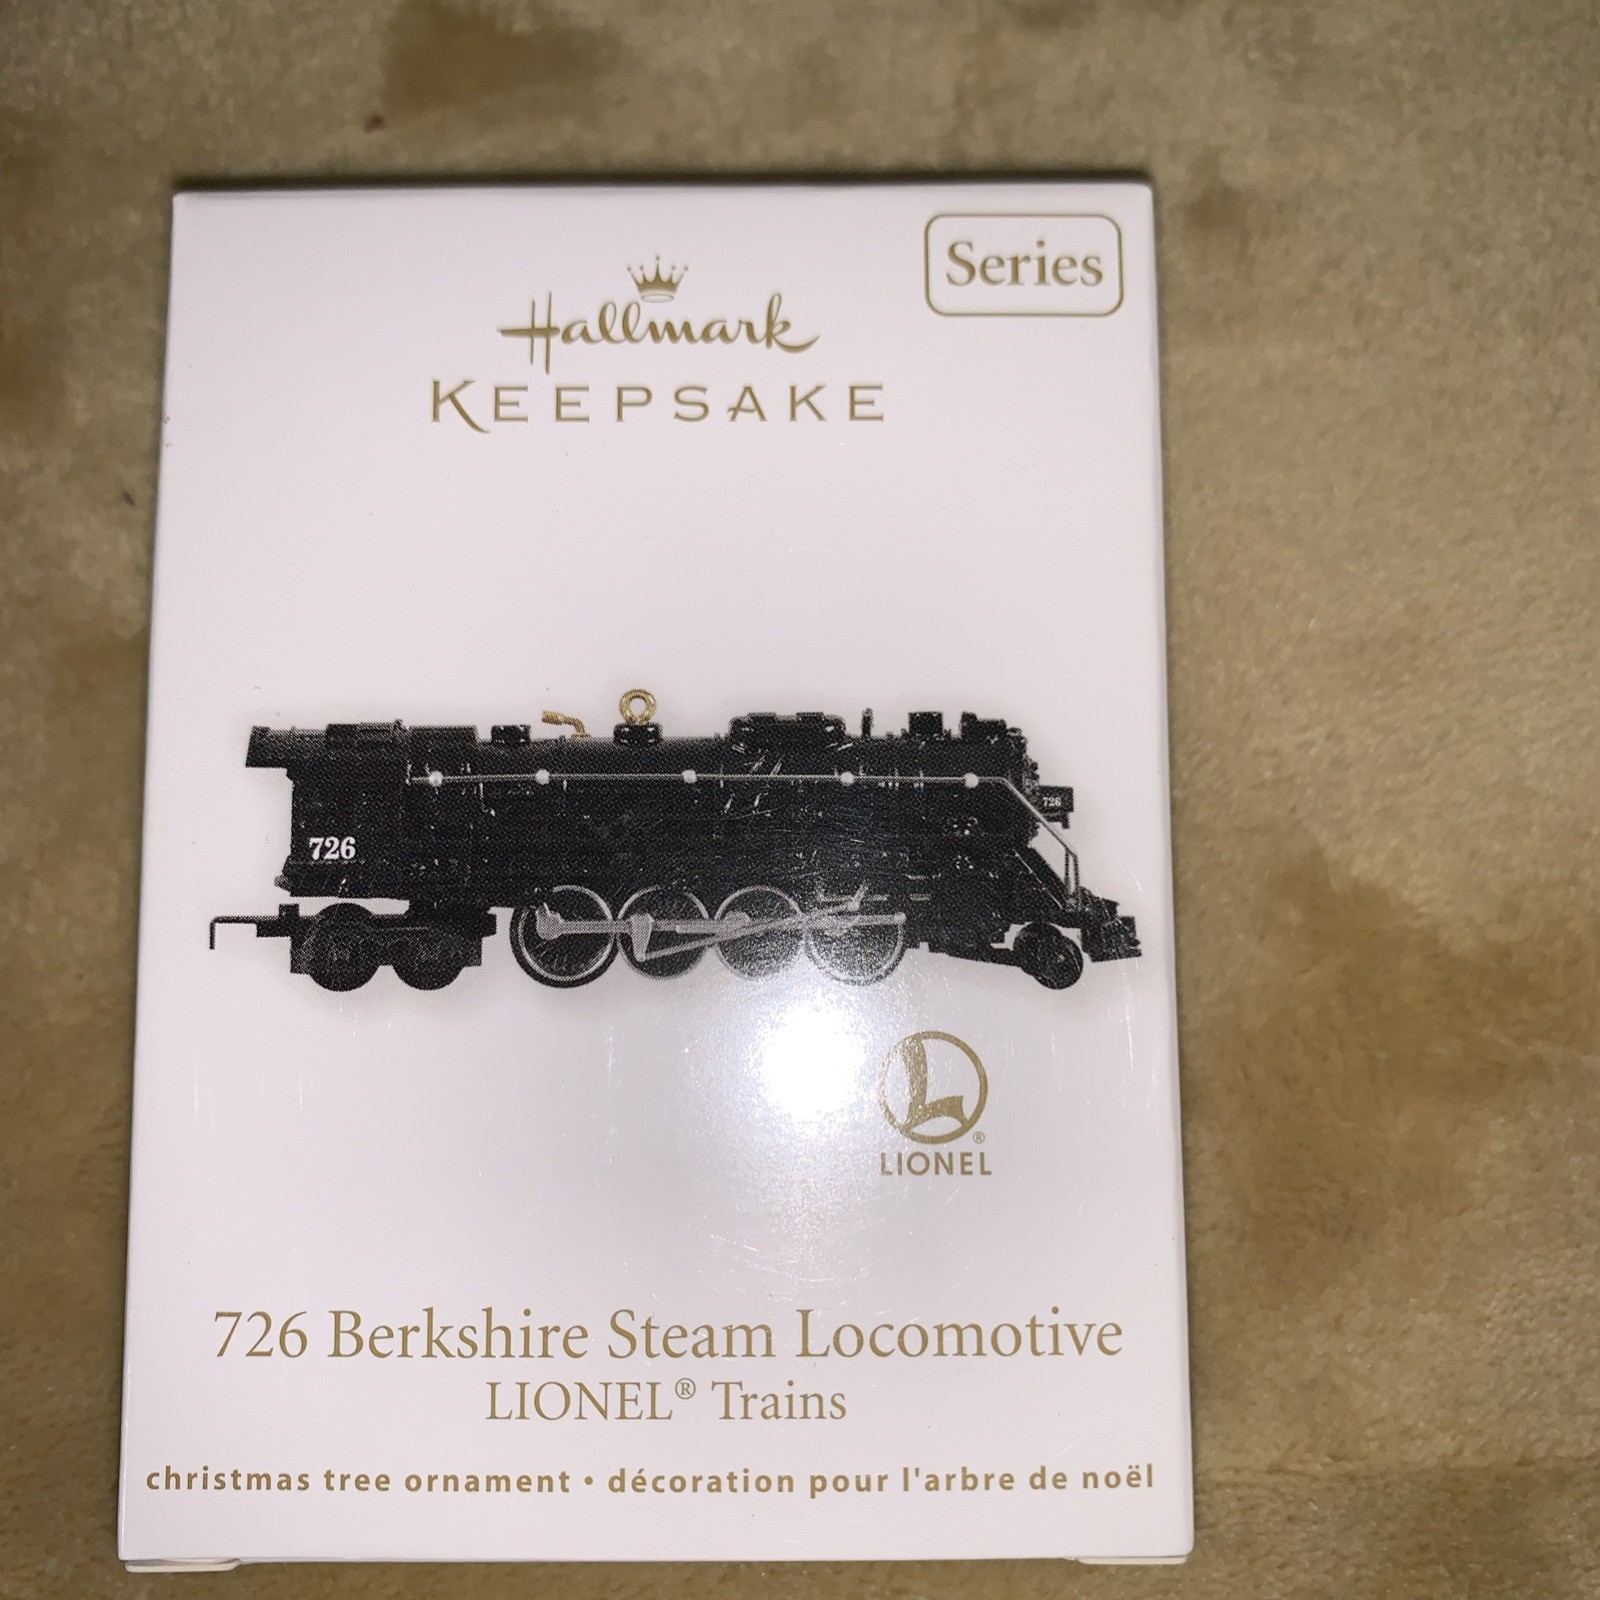 Series
Hallmark
KEEPSAKE
726
726
L®
LIONEL
726 Berkshire Steam Locomotive
LIONEL® Trains
christmas tree ornament • décoration pour l'arbre de noël